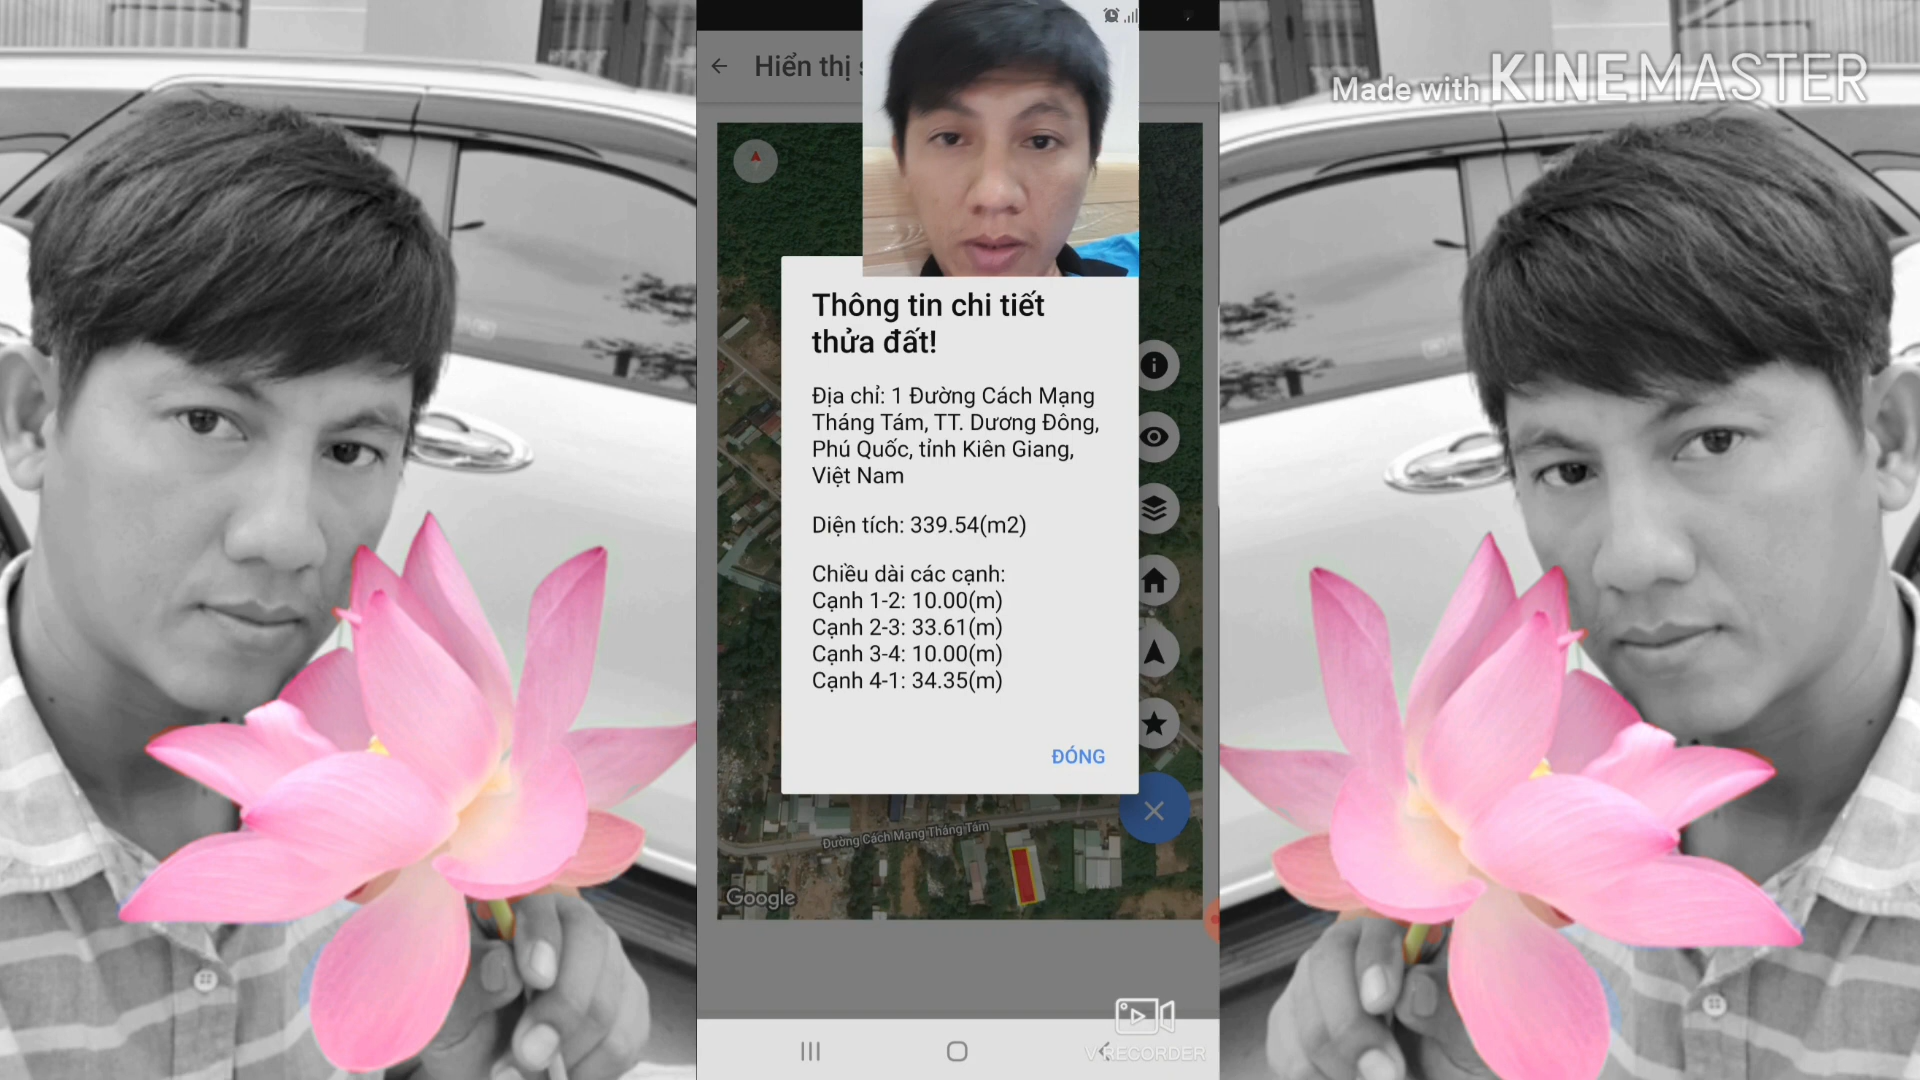 Made with KINEMASTER
Hiển thị
Thông tin chi tiết
thửa đất!
Địa chỉ: 1 Đường Cách Mạng
Tháng Tám, TT. Dương Đông,
Phú Quốc, tỉnh Kiên Giang,
Việt Nam
Diện tích: 339.54(m2)
Chiều dài các cạnh:
Cạnh 1-2: 10.00(m)
Cạnh 2-3: 33.61(m)
Cạnh 3-4: 10.00(m)
Cạnh 4-1: 34.35(m)
ĐÓNG
Đường Cách Mạng Tháng Tám
Google
V RECORDER